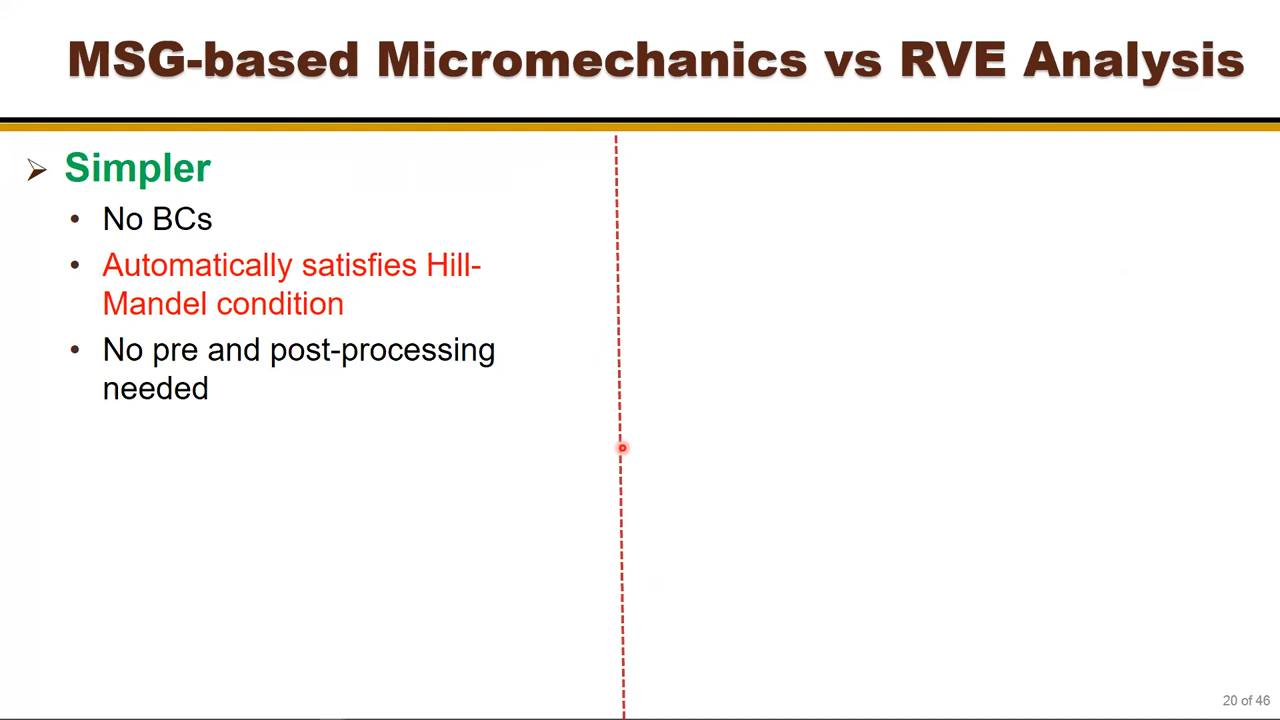 MSG-based Micromechanics vs RVE Analysis
Simpler
No BCs
Automatically satisfies Hill-
Mandel condition
No pre and post-processing
needed
20 of 46